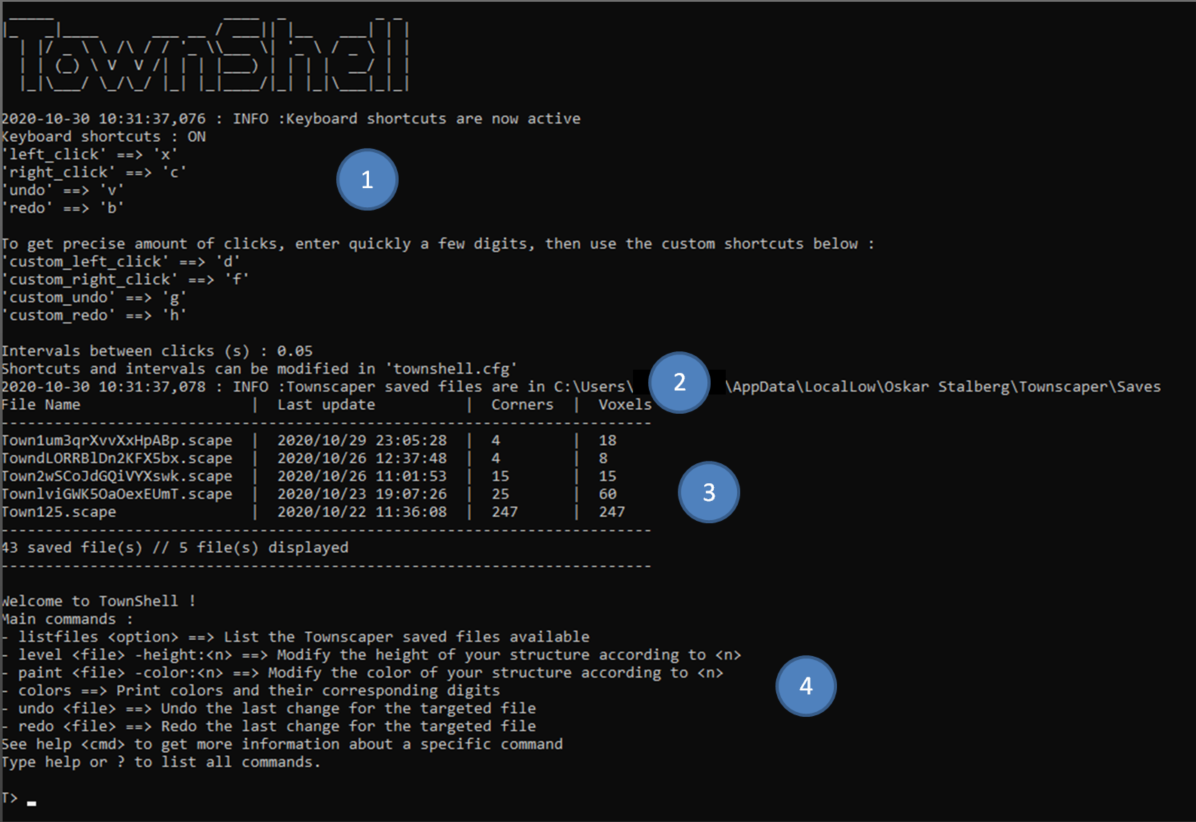 TownShell
2020-10-30 10:31:37,076 : INFO :Keyboard shortcuts are now active
Keyboard shortcuts : ON
'left_click' ==> 'x'
'right_click' ==> 'c'
'undo' ==> 'v'
'redo' ==> 'b'
1
To get precise amount of clicks, enter quickly a few digits, then use the custom shortcuts below :
'custom_left_click' ==> 'd'
'custom_right_click' ==> 'f'
'custom_undo' ==> 'g'
'custom_redo' ==> 'h'
Intervals between clicks (s) : 0.05
Shortcuts and intervals can be modified in 'townshell.cfg'
2020-10-30 10:31:37,078 : INFO :Townscaper saved files are in C:\Users\ 2 \AppData\LocalLow\Oskar Stalberg\Townscaper\Saves
File Name | Last update | Corners | Voxels
-------------------------------------------------------------------------
Town1um3qrXvvXxHpABp.scape | 2020/10/29 23:05:28 | 4 | 18
TowndLORRBlDn2KFX5bx.scape | 2020/10/26 12:37:48 | 4 | 8
Town2wSCoJdGQiVYXswk.scape | 2020/10/26 11:01:53 | 15 | 15
TownlviGWK5OaOexEUmT.scape | 2020/10/23 19:07:26 | 25 | 60
Town125.scape | 2020/10/22 11:36:08 | 247 | 247
3
-------------------------------------------------------------------------
43 saved file(s) // 5 file(s) displayed
-------------------------------------------------------------------------
Welcome to TownShell !
Main commands :
- listfiles <option> ==> List the Townscaper saved files available
- level <file> -height:<n> ==> Modify the height of your structure according to <n>
- paint <file> -color:<n> ==> Modify the color of your structure according to <n>
- colors ==> Print colors and their corresponding digits
- undo <file> ==> Undo the last change for the targeted file
- redo <file> ==> Redo the last change for the targeted file
4
See help <cmd> to get more information about a specific command
Type help or ? to list all commands.
T> _